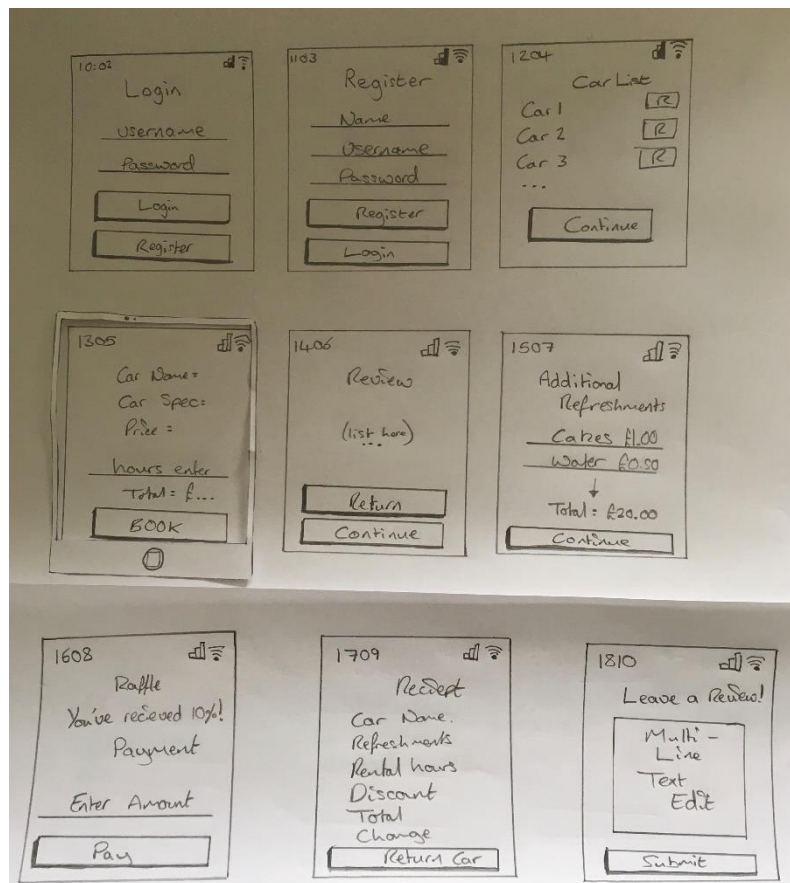 10:02
Login
username
Password
Login
Register
1103
Register
Name
Username
Password
Register
Login
1204
Car List
Car 1 R
Car 2 R
Car 3 R
...
Continue
1305
Car Name=
Car Spec:
Price =
hours enter
Total = £...
BOOK
1406
Review
(list here)
...
Return
Continue
1507
Additional
Refreshments
Cakes £1.00
Water £0.50
Total: £20.00
Continue
1608
Raffle
You've recieved 10%!
Payment
Enter Amount
Pay
1709
Reciept
Car Name.
Refreshments
Rental hours
Discount
Total
Change
Return Car
1810
Leave a Review!
Multi-
Line
Text
Edit
Submit